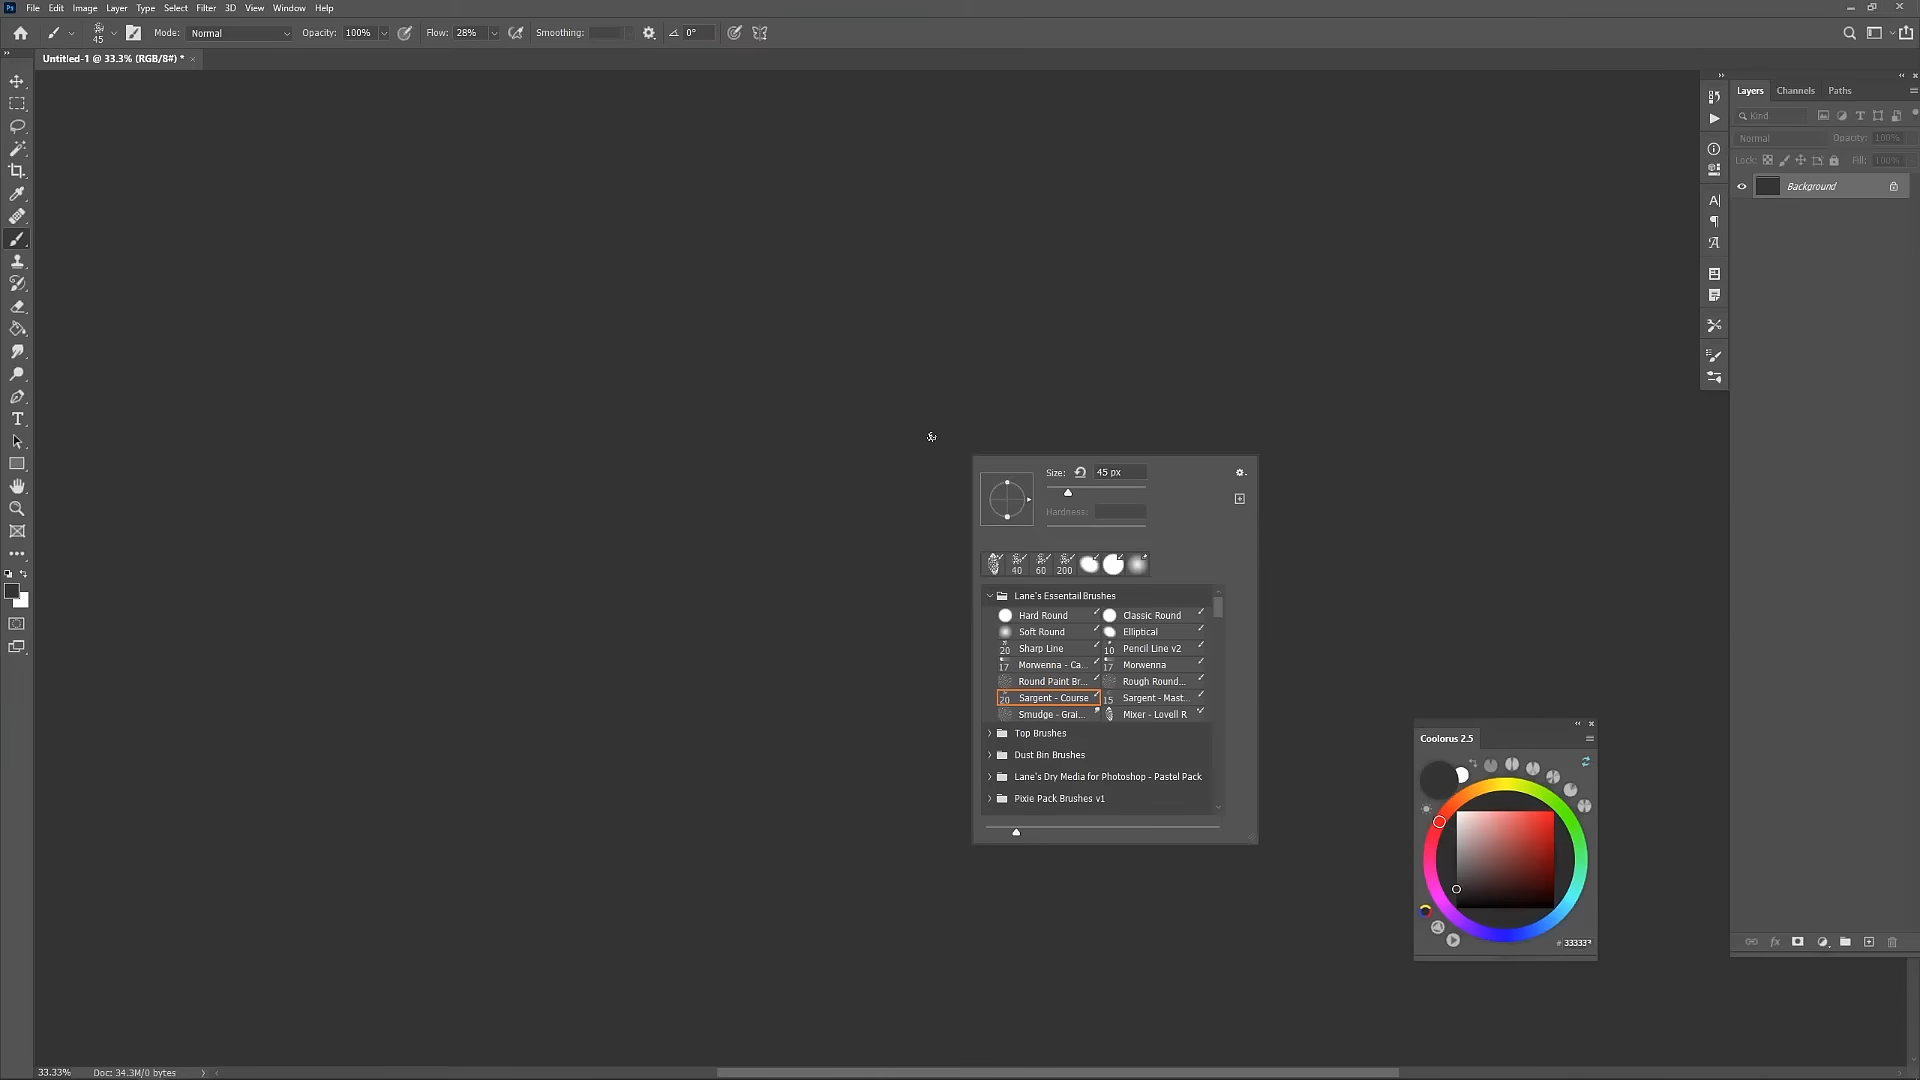 Ps File Edit Image Layer Type Select Filter 3D View Window Help
45 Mode: Normal Opacity: 100% Flow: 28% Smoothing: 0°
Untitled-1 @ 33.3% (RGB/8#) *
Layers Channels Paths
Kind
Normal Opacity: 100%
Lock: Fill: 100%
Background
Size: 45 px
Hardness:
40 60 200
Lane's Essentail Brushes
Hard Round Classic Round
Soft Round Elliptical
20 Sharp Line 10 Pencil Line v2
17 Morwenna - Ca... 17 Morwenna
Round Paint Br... Rough Round...
20 Sargent - Course 15 Sargent - Mast...
Smudge - Grai... Mixer - Lovell R
Top Brushes
Dust Bin Brushes
Lane's Dry Media for Photoshop - Pastel Pack
Pixie Pack Brushes v1
Coolorus 2.5
33.33% Doc: 34.3M/0 bytes